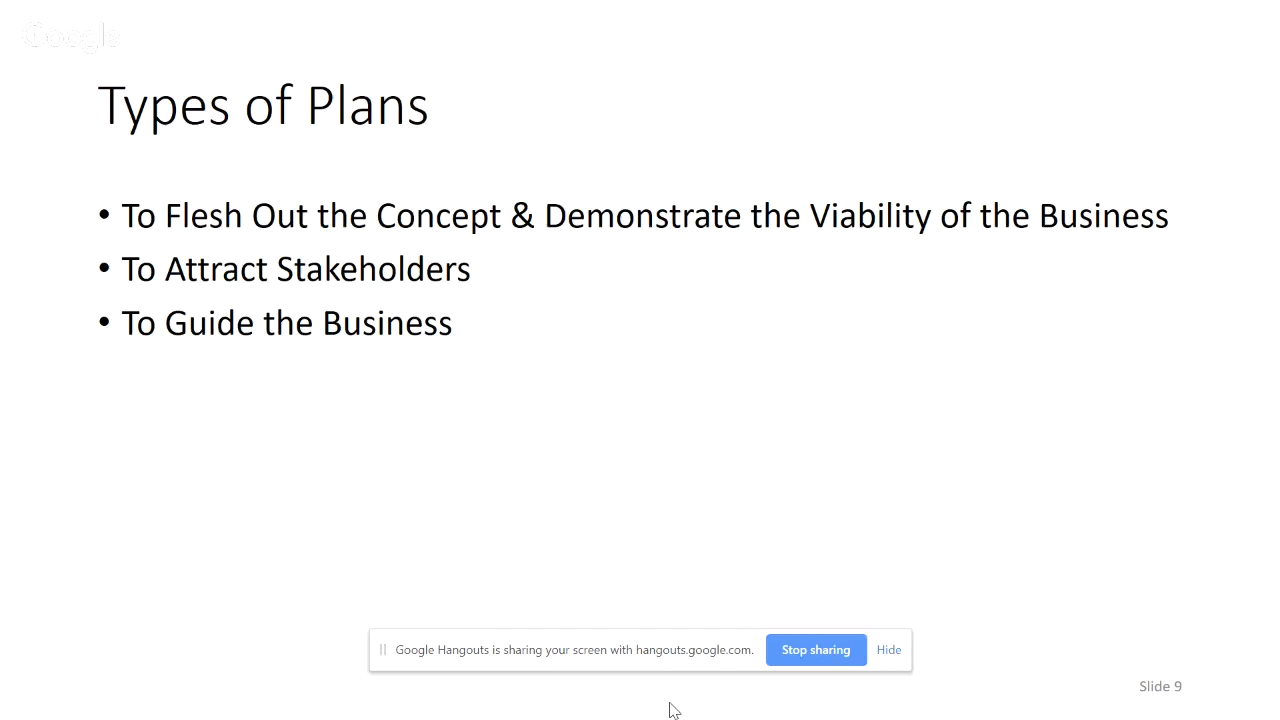 Google
Types of Plans
• To Flesh Out the Concept & Demonstrate the Viability of the Business
• To Attract Stakeholders
• To Guide the Business
Google Hangouts is sharing your screen with hangouts.google.com. Stop sharing Hide
Slide 9